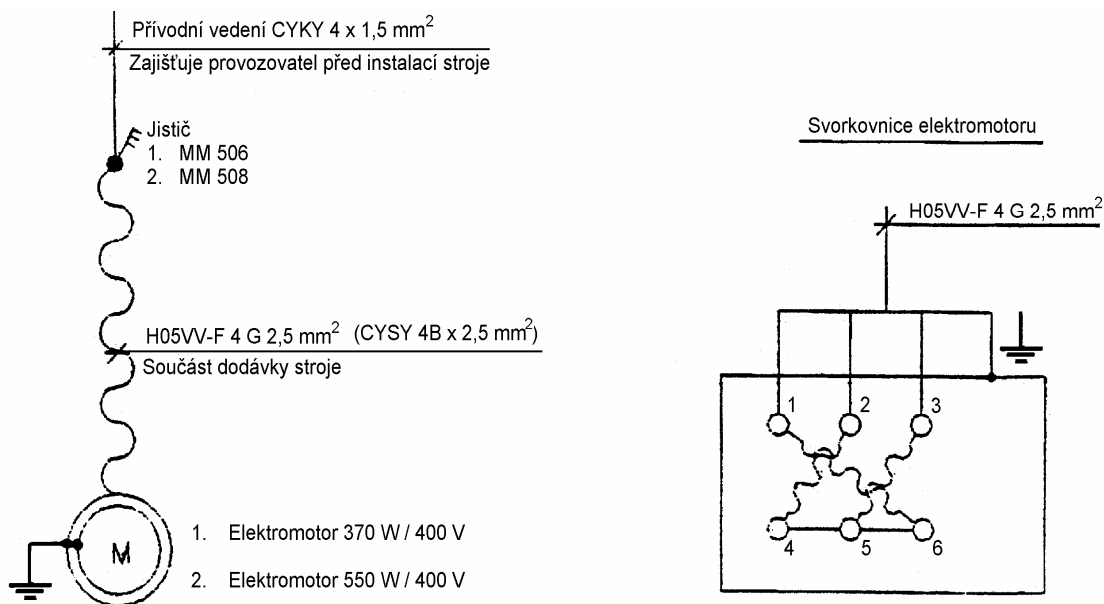 Přívodní vedení CYKY 4 x 1,5 mm²
Zajišťuje provozovatel před instalací stroje
Jistič
1. MM 506
2. MM 508
H05VV-F 4 G 2,5 mm² (CYSY 4B x 2,5 mm²)
Součást dodávky stroje
M
1. Elektromotor 370 W / 400 V
2. Elektromotor 550 W / 400 V
Svorkovnice elektromotoru
H05VV-F 4 G 2,5 mm²
1 2 3
4 5 6